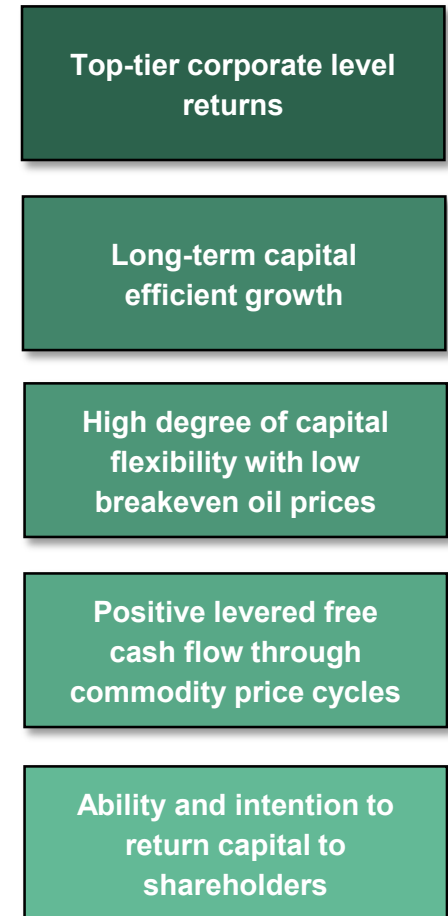 Top-tier corporate level
returns
Long-term capital
efficient growth
High degree of capital
flexibility with low
breakeven oil prices
Positive levered free
cash flow through
commodity price cycles
Ability and intention to
return capital to
shareholders